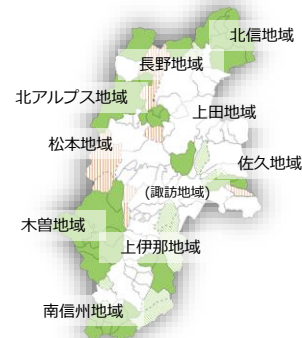 北信地域
長野地域
北アルプス地域
上田地域
松本地域
佐久地域
(諏訪地域)
木曽地域
上伊那地域
南信州地域